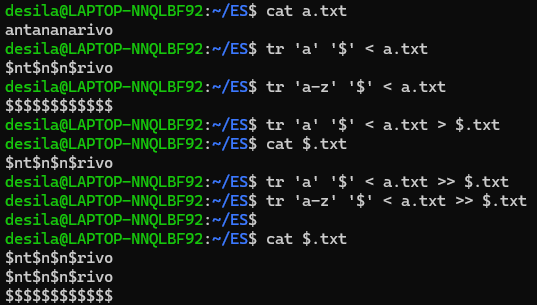 desila@LAPTOP-NNQLBF92:~/ES$ cat a.txt
antananarivo
desila@LAPTOP-NNQLBF92:~/ES$ tr 'a' '$' < a.txt
$nt$n$n$rivo
desila@LAPTOP-NNQLBF92:~/ES$ tr 'a-z' '$' < a.txt
$$$$$$$$$$$$
desila@LAPTOP-NNQLBF92:~/ES$ tr 'a' '$' < a.txt > $.txt
desila@LAPTOP-NNQLBF92:~/ES$ cat $.txt
$nt$n$n$rivo
desila@LAPTOP-NNQLBF92:~/ES$ tr 'a' '$' < a.txt >> $.txt
desila@LAPTOP-NNQLBF92:~/ES$ tr 'a-z' '$' < a.txt >> $.txt
desila@LAPTOP-NNQLBF92:~/ES$
desila@LAPTOP-NNQLBF92:~/ES$ cat $.txt
$nt$n$n$rivo
$nt$n$n$rivo
$$$$$$$$$$$$